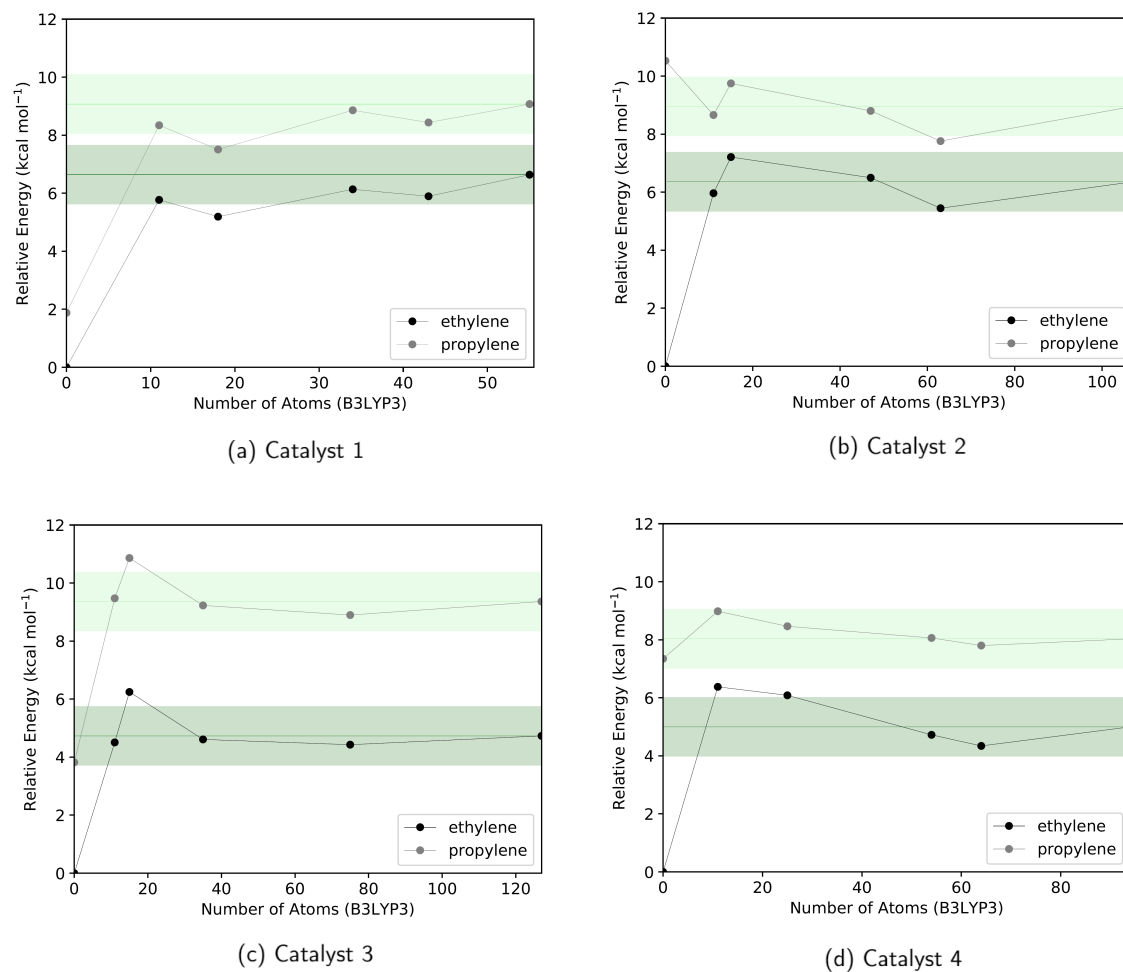 12
10
8
6
4
2
0
Relative Energy (kcal mol⁻¹)
ethylene
propylene
0 10 20 30 40 50
Number of Atoms (B3LYP3)
(a) Catalyst 1
12
10
8
6
4
2
0
Relative Energy (kcal mol⁻¹)
ethylene
propylene
0 20 40 60 80 100
Number of Atoms (B3LYP3)
(b) Catalyst 2
12
10
8
6
4
2
0
Relative Energy (kcal mol⁻¹)
ethylene
propylene
0 20 40 60 80 100 120
Number of Atoms (B3LYP3)
(c) Catalyst 3
12
10
8
6
4
2
0
Relative Energy (kcal mol⁻¹)
ethylene
propylene
0 20 40 60 80
Number of Atoms (B3LYP3)
(d) Catalyst 4